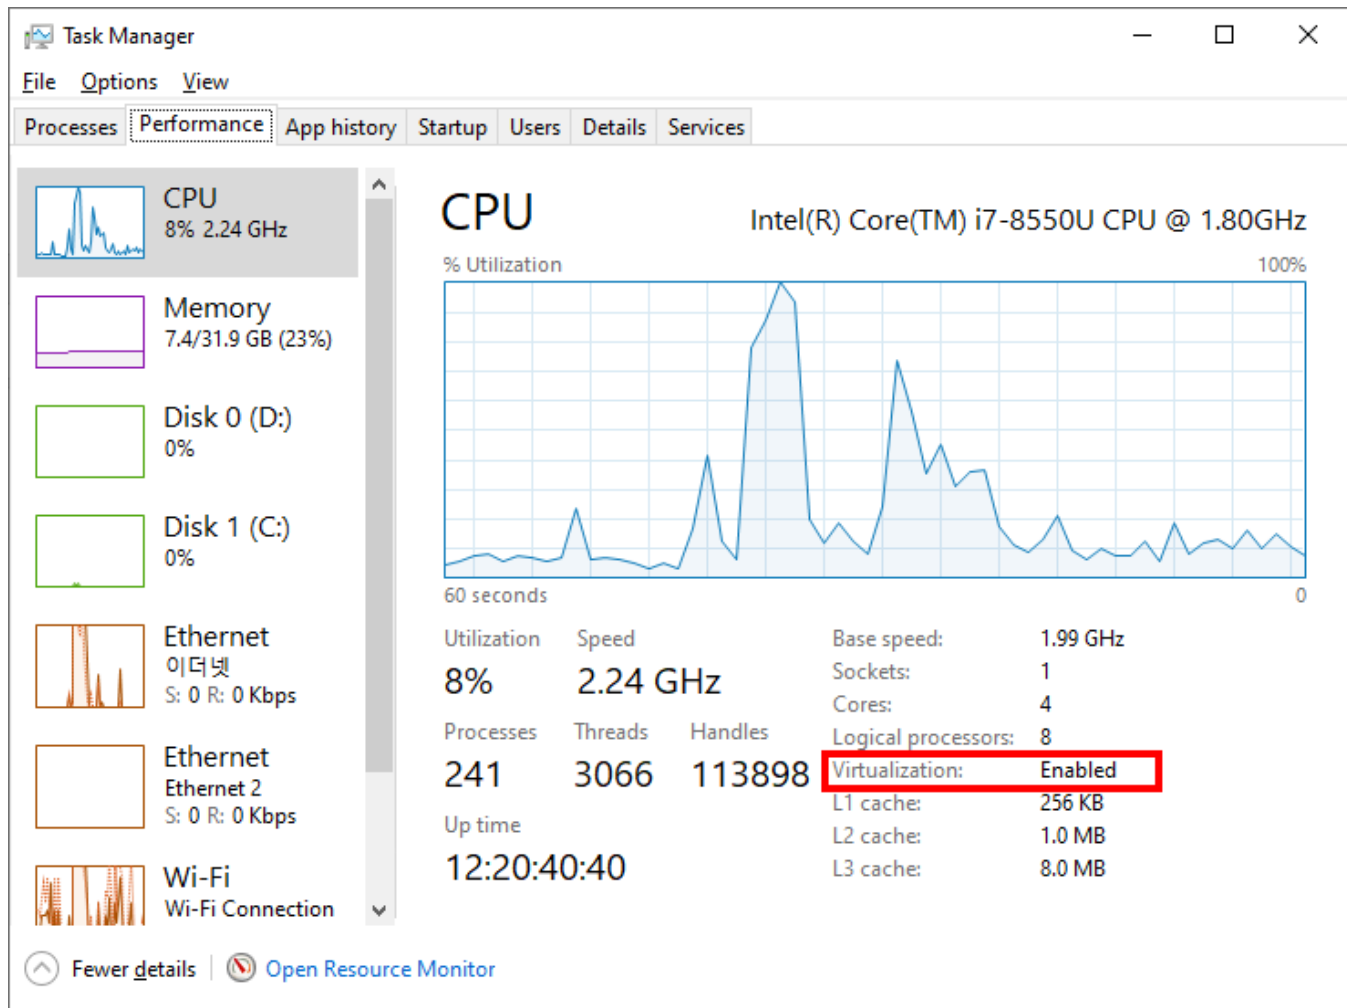 Task Manager
File Options View
Processes Performance App history Startup Users Details Services
CPU
8% 2.24 GHz
Memory
7.4/31.9 GB (23%)
Disk 0 (D:)
0%
Disk 1 (C:)
0%
Ethernet
이더넷
S: 0 R: 0 Kbps
Ethernet
Ethernet 2
S: 0 R: 0 Kbps
Wi-Fi
Wi-Fi Connection
CPU Intel(R) Core(TM) i7-8550U CPU @ 1.80GHz
% Utilization 100%
60 seconds 0
Utilization Speed
8% 2.24 GHz
Processes Threads Handles
241 3066 113898
Up time
12:20:40:40
Base speed: 1.99 GHz
Sockets: 1
Cores: 4
Logical processors: 8
Virtualization: Enabled
L1 cache: 256 KB
L2 cache: 1.0 MB
L3 cache: 8.0 MB
Fewer details Open Resource Monitor